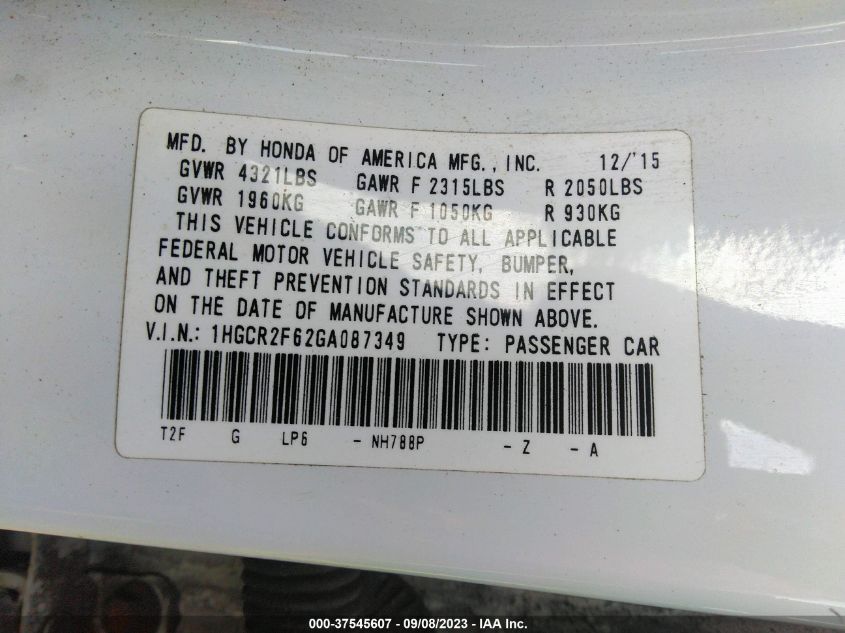 MFD. BY HONDA OF AMERICA MFG., INC. 12/'15
GVWR 4321LBS GAWR F 2315LBS R 2050LBS
GVWR 1960KG GAWR F 1050KG R 930KG
THIS VEHICLE CONFORMS TO ALL APPLICABLE
FEDERAL MOTOR VEHICLE SAFETY, BUMPER,
AND THEFT PREVENTION STANDARDS IN EFFECT
ON THE DATE OF MANUFACTURE SHOWN ABOVE.
V.I.N.: 1HGCR2F62GA087349 TYPE: PASSENGER CAR
T2F G LP6 - NH788P - Z - A
000-37545607 - 09/08/2023 - IAA Inc.